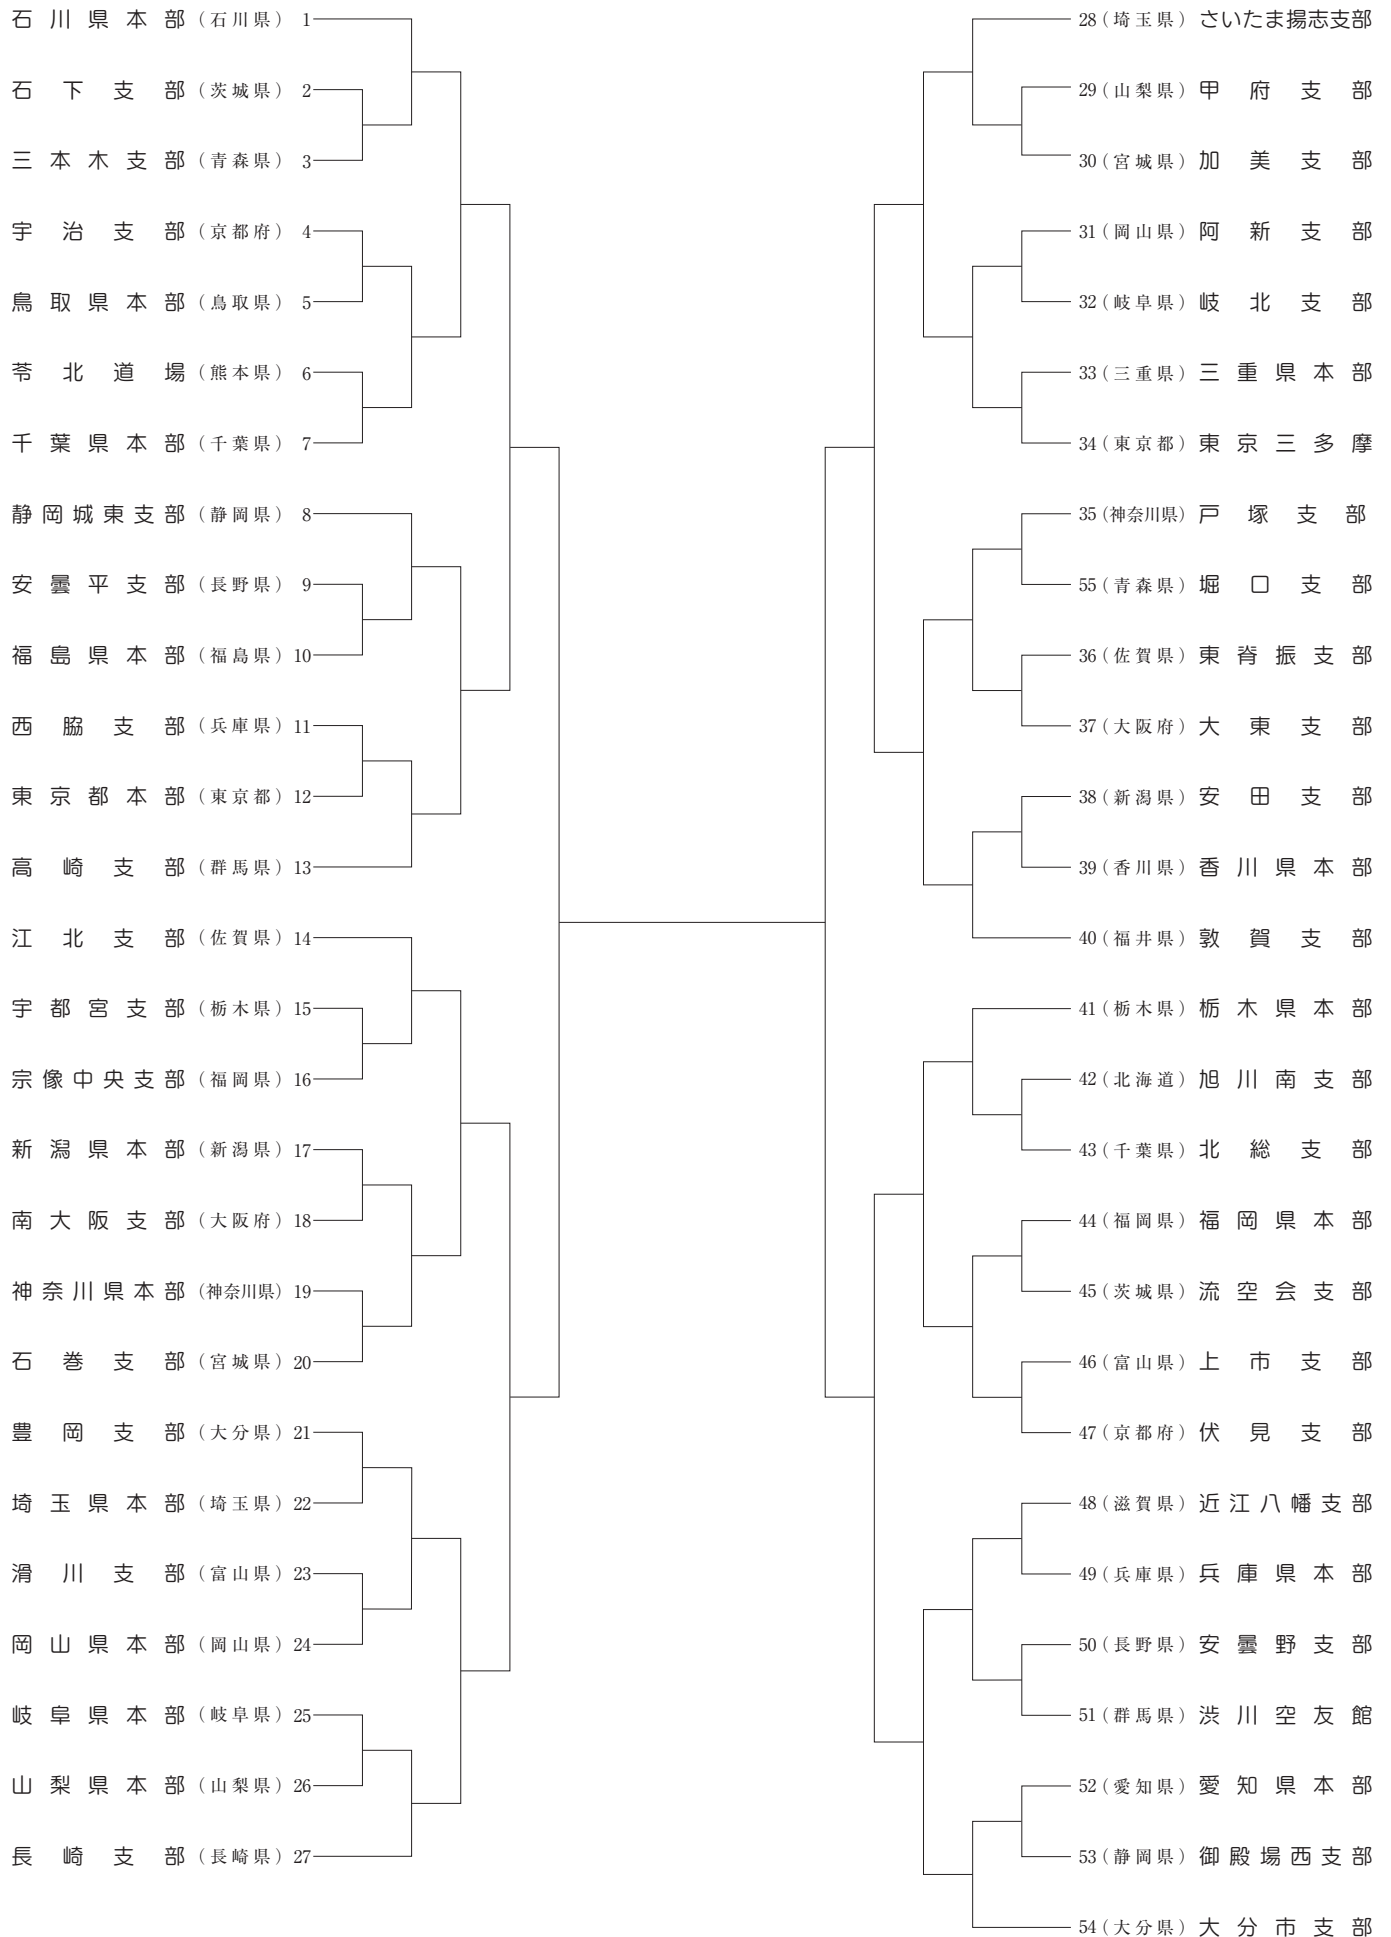 石川県本部(石川県) 1
石下支部(茨城県) 2
三本木支部(青森県) 3
宇治支部(京都府) 4
鳥取県本部(鳥取県) 5
苓北道場(熊本県) 6
千葉県本部(千葉県) 7
静岡城東支部(静岡県) 8
安曇平支部(長野県) 9
福島県本部(福島県) 10
西脇支部(兵庫県) 11
東京都本部(東京都) 12
高崎支部(群馬県) 13
江北支部(佐賀県) 14
宇都宮支部(栃木県) 15
宗像中央支部(福岡県) 16
新潟県本部(新潟県) 17
南大阪支部(大阪府) 18
神奈川県本部(神奈川県) 19
石巻支部(宮城県) 20
豊岡支部(大分県) 21
埼玉県本部(埼玉県) 22
滑川支部(富山県) 23
岡山県本部(岡山県) 24
岐阜県本部(岐阜県) 25
山梨県本部(山梨県) 26
長崎支部(長崎県) 27
28(埼玉県) さいたま揚志支部
29(山梨県) 甲府支部
30(宮城県) 加美支部
31(岡山県) 阿新支部
32(岐阜県) 岐北支部
33(三重県) 三重県本部
34(東京都) 東京三多摩
35(神奈川県) 戸塚支部
55(青森県) 堀口支部
36(佐賀県) 東脊振支部
37(大阪府) 大東支部
38(新潟県) 安田支部
39(香川県) 香川県本部
40(福井県) 敦賀支部
41(栃木県) 栃木県本部
42(北海道) 旭川南支部
43(千葉県) 北総支部
44(福岡県) 福岡県本部
45(茨城県) 流空会支部
46(富山県) 上市支部
47(京都府) 伏見支部
48(滋賀県) 近江八幡支部
49(兵庫県) 兵庫県本部
50(長野県) 安曇野支部
51(群馬県) 渋川空友館
52(愛知県) 愛知県本部
53(静岡県) 御殿場西支部
54(大分県) 大分市支部